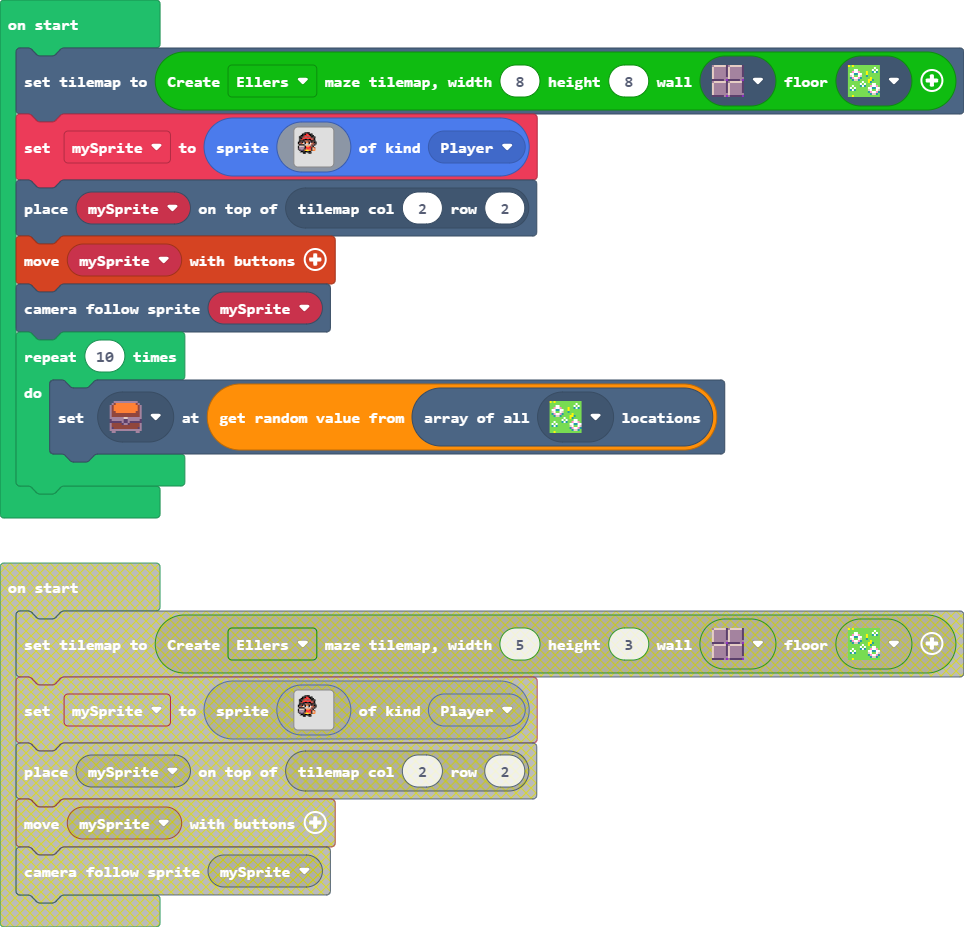 on start
set tilemap to Create Ellers maze tilemap, width 8 height 8 wall floor
set mySprite to sprite of kind Player
place mySprite on top of tilemap col 2 row 2
move mySprite with buttons
camera follow sprite mySprite
repeat 10 times
do
set at get random value from array of all locations
on start
set tilemap to Create Ellers maze tilemap, width 5 height 3 wall floor
set mySprite to sprite of kind Player
place mySprite on top of tilemap col 2 row 2
move mySprite with buttons
camera follow sprite mySprite